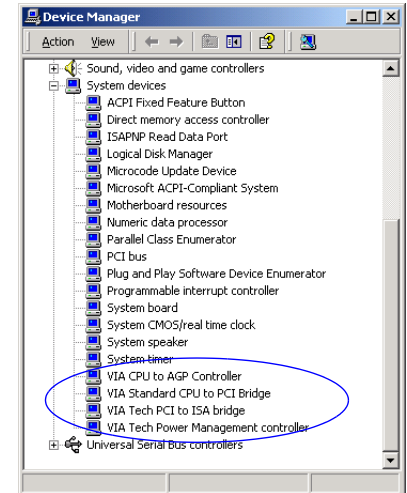 Device Manager
Action View
Sound, video and game controllers
System devices
ACPI Fixed Feature Button
Direct memory access controller
ISAPNP Read Data Port
Logical Disk Manager
Microcode Update Device
Microsoft ACPI-Compliant System
Motherboard resources
Numeric data processor
Parallel Class Enumerator
PCI bus
Plug and Play Software Device Enumerator
Programmable interrupt controller
System board
System CMOS/real time clock
System speaker
System timer
VIA CPU to AGP Controller
VIA Standard CPU to PCI Bridge
VIA Tech PCI to ISA bridge
VIA Tech Power Management controller
Universal Serial Bus controllers